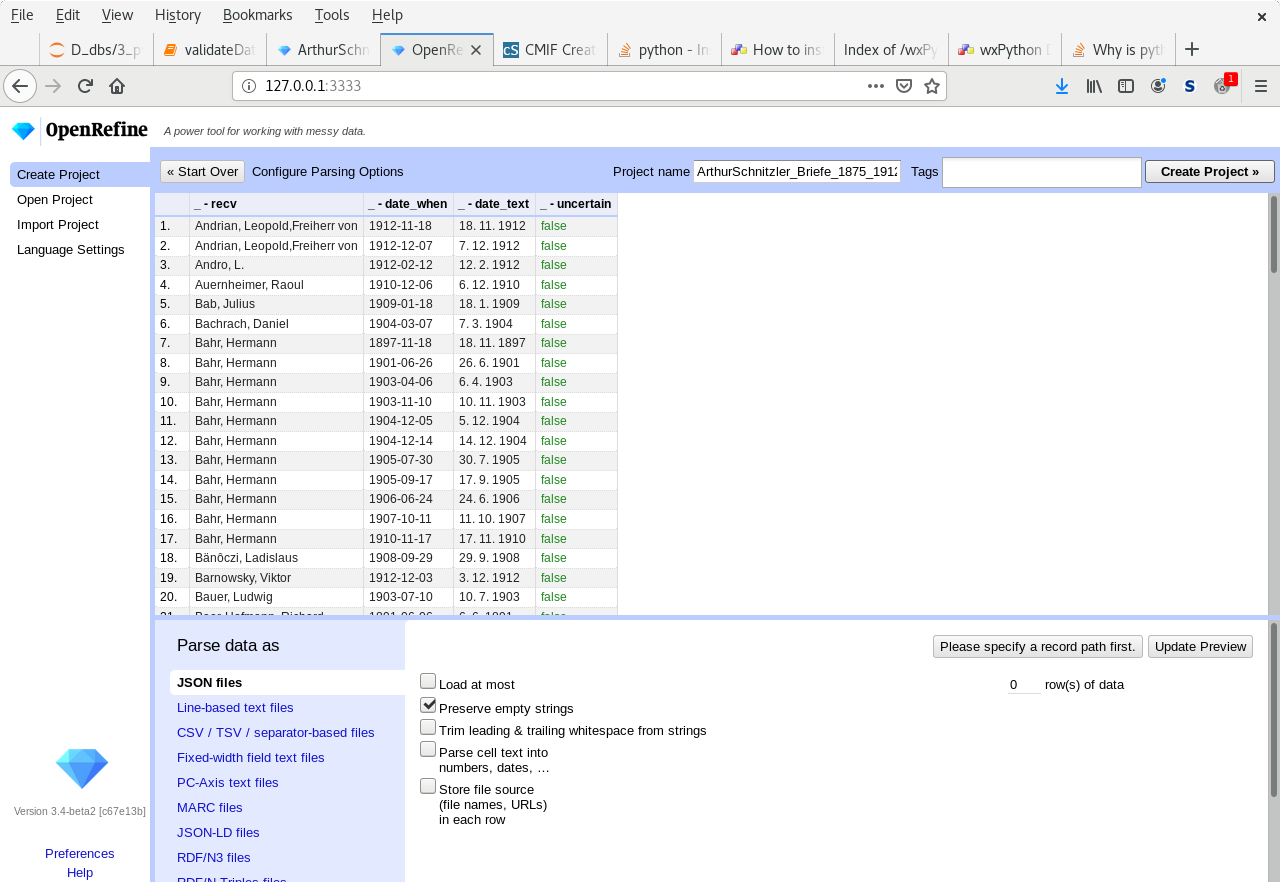 File Edit View History Bookmarks Tools Help
D_dbs/3_p validateDat ArthurSchn OpenRe CMIF Creat python - In How to ins Index of /wxPy wxPython D Why is pyth
127.0.0.1:3333 1
OpenRefine A power tool for working with messy data.
Create Project
Open Project
Import Project
Language Settings
« Start Over Configure Parsing Options Project name ArthurSchnitzler_Briefe_1875_1912 Tags Create Project »
_ - recv _ - date_when _ - date_text _ - uncertain
1. Andrian, Leopold,Freiherr von 1912-11-18 18. 11. 1912 false
2. Andrian, Leopold,Freiherr von 1912-12-07 7. 12. 1912 false
3. Andro, L. 1912-02-12 12. 2. 1912 false
4. Auernheimer, Raoul 1910-12-06 6. 12. 1910 false
5. Bab, Julius 1909-01-18 18. 1. 1909 false
6. Bachrach, Daniel 1904-03-07 7. 3. 1904 false
7. Bahr, Hermann 1897-11-18 18. 11. 1897 false
8. Bahr, Hermann 1901-06-26 26. 6. 1901 false
9. Bahr, Hermann 1903-04-06 6. 4. 1903 false
10. Bahr, Hermann 1903-11-10 10. 11. 1903 false
11. Bahr, Hermann 1904-12-05 5. 12. 1904 false
12. Bahr, Hermann 1904-12-14 14. 12. 1904 false
13. Bahr, Hermann 1905-07-30 30. 7. 1905 false
14. Bahr, Hermann 1905-09-17 17. 9. 1905 false
15. Bahr, Hermann 1906-06-24 24. 6. 1906 false
16. Bahr, Hermann 1907-10-11 11. 10. 1907 false
17. Bahr, Hermann 1910-11-17 17. 11. 1910 false
18. Bänôczi, Ladislaus 1908-09-29 29. 9. 1908 false
19. Barnowsky, Viktor 1912-12-03 3. 12. 1912 false
20. Bauer, Ludwig 1903-07-10 10. 7. 1903 false
21. Beer-Hofmann, Richard 1891-06-06 6. 6. 1891 false
Parse data as
JSON files
Line-based text files
CSV / TSV / separator-based files
Fixed-width field text files
PC-Axis text files
MARC files
JSON-LD files
RDF/N3 files
RDF/N-Triples files
Please specify a record path first. Update Preview
Load at most 0 row(s) of data
Preserve empty strings
Trim leading & trailing whitespace from strings
Parse cell text into
numbers, dates, …
Store file source
(file names, URLs)
in each row
Version 3.4-beta2 [c67e13b]
Preferences
Help